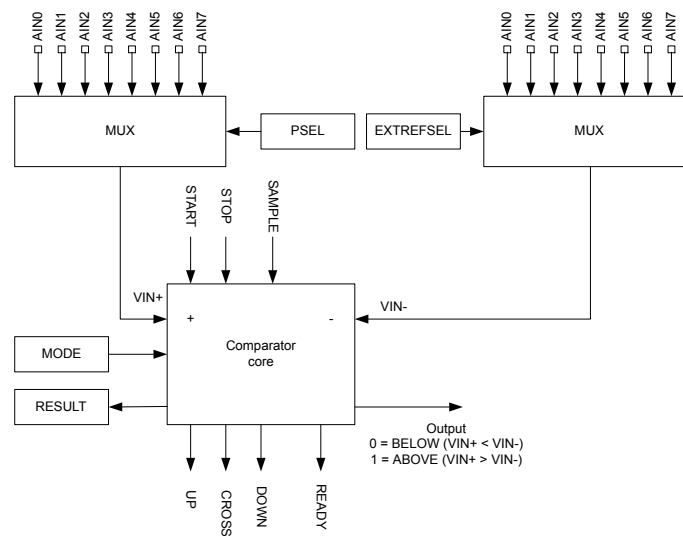 AIN0
AIN1
AIN2
AIN3
AIN4
AIN5
AIN6
AIN7
AIN0
AIN1
AIN2
AIN3
AIN4
AIN5
AIN6
AIN7
MUX
PSEL
EXTREFSEL
MUX
START
STOP
SAMPLE
VIN+
VIN-
+
-
Comparator
core
MODE
RESULT
Output
0 = BELOW (VIN+ < VIN-)
1 = ABOVE (VIN+ > VIN-)
UP
CROSS
DOWN
READY